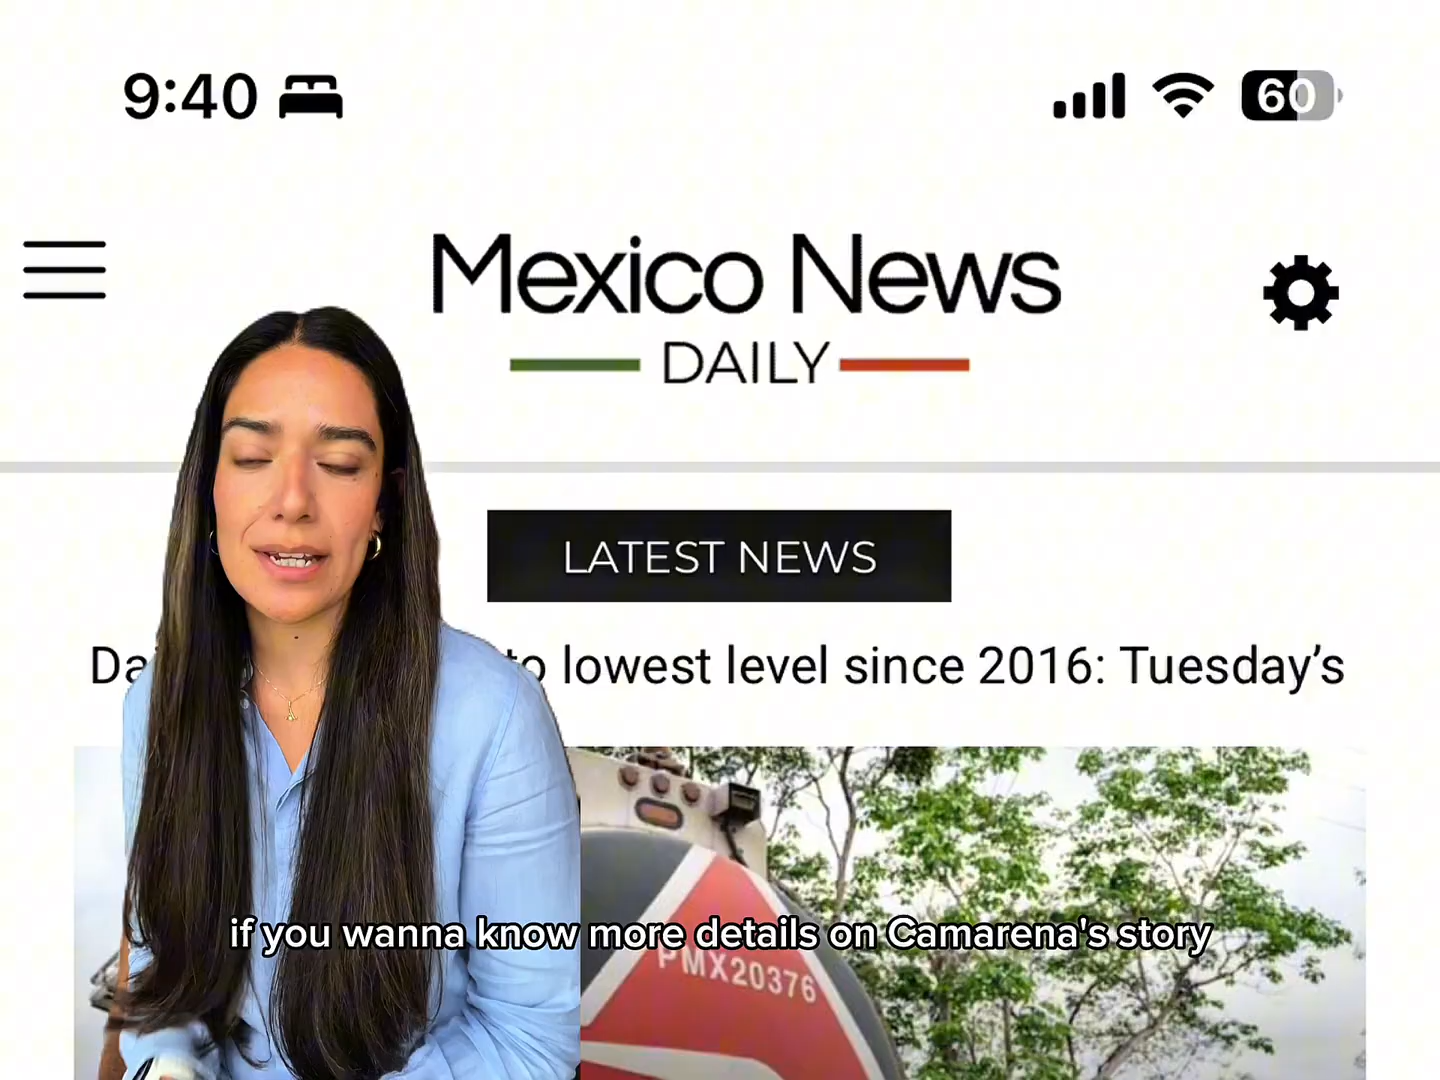 9:40
60
Mexico News
DAILY
LATEST NEWS
to lowest level since 2016: Tuesday’s
if you wanna know more details on Camarena's story
PMX20376